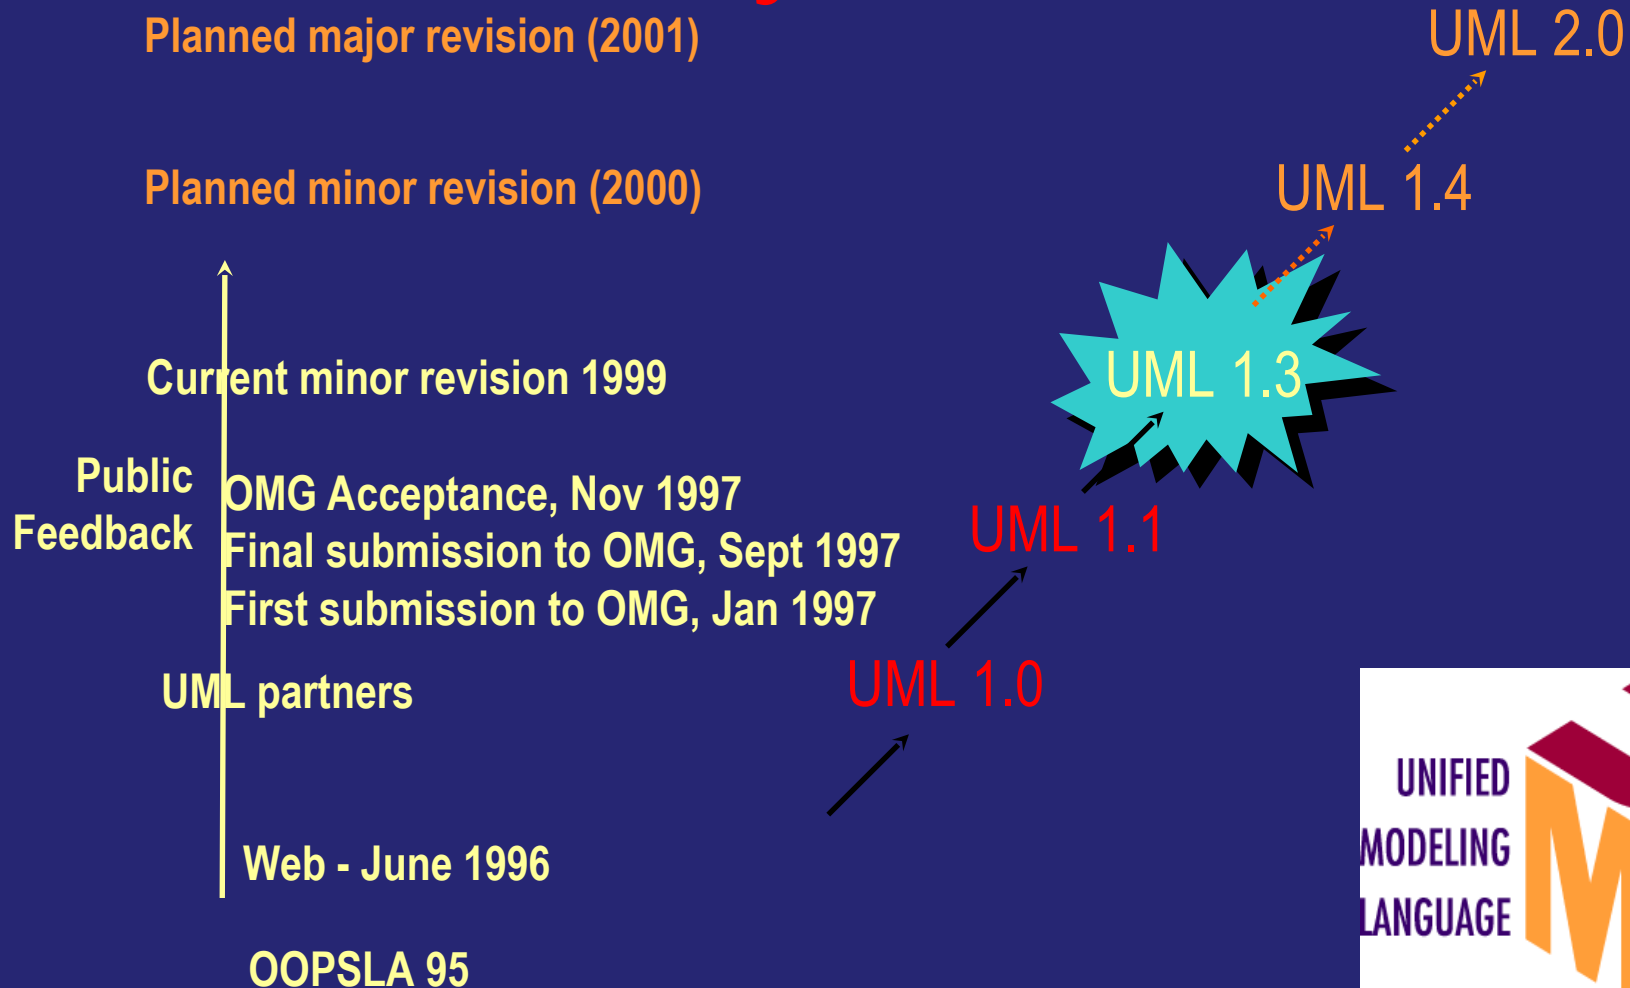 Planned major revision (2001)
UML 2.0
Planned minor revision (2000)
UML 1.4
Current minor revision 1999
UML 1.3
Public
Feedback
OMG Acceptance, Nov 1997
Final submission to OMG, Sept 1997
First submission to OMG, Jan 1997
UML 1.1
UML partners
UML 1.0
Web - June 1996
OOPSLA 95
UNIFIED
MODELING
LANGUAGE